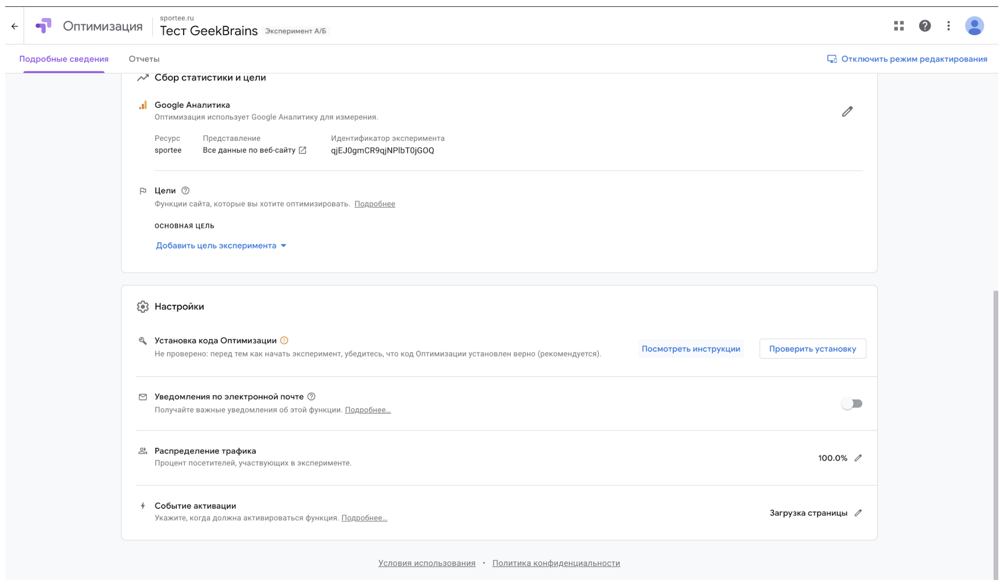 sportee.ru
Оптимизация
Тест GeekBrains Эксперимент А/Б
Подробные сведения
Отчеты
Отключить режим редактирования
Сбор статистики и цели
Google Аналитика
Оптимизация использует Google Аналитику для измерения.
Ресурс Представление Идентификатор эксперимента
sportee Все данные по веб-сайту qjEJ0gmCR9qjNPlbT0jGOQ
Цели
Функции сайта, которые вы хотите оптимизировать. Подробнее
ОСНОВНАЯ ЦЕЛЬ
Добавить цель эксперимента
Настройки
Установка кода Оптимизации
Не проверено: перед тем как начать эксперимент, убедитесь, что код Оптимизации установлен верно (рекомендуется).
Посмотреть инструкции
Проверить установку
Уведомления по электронной почте
Получайте важные уведомления об этой функции. Подробнее...
Распределение трафика
Процент посетителей, участвующих в эксперименте.
100.0%
Событие активации
Укажите, когда должна активироваться функция. Подробнее...
Загрузка страницы
Условия использования • Политика конфиденциальности